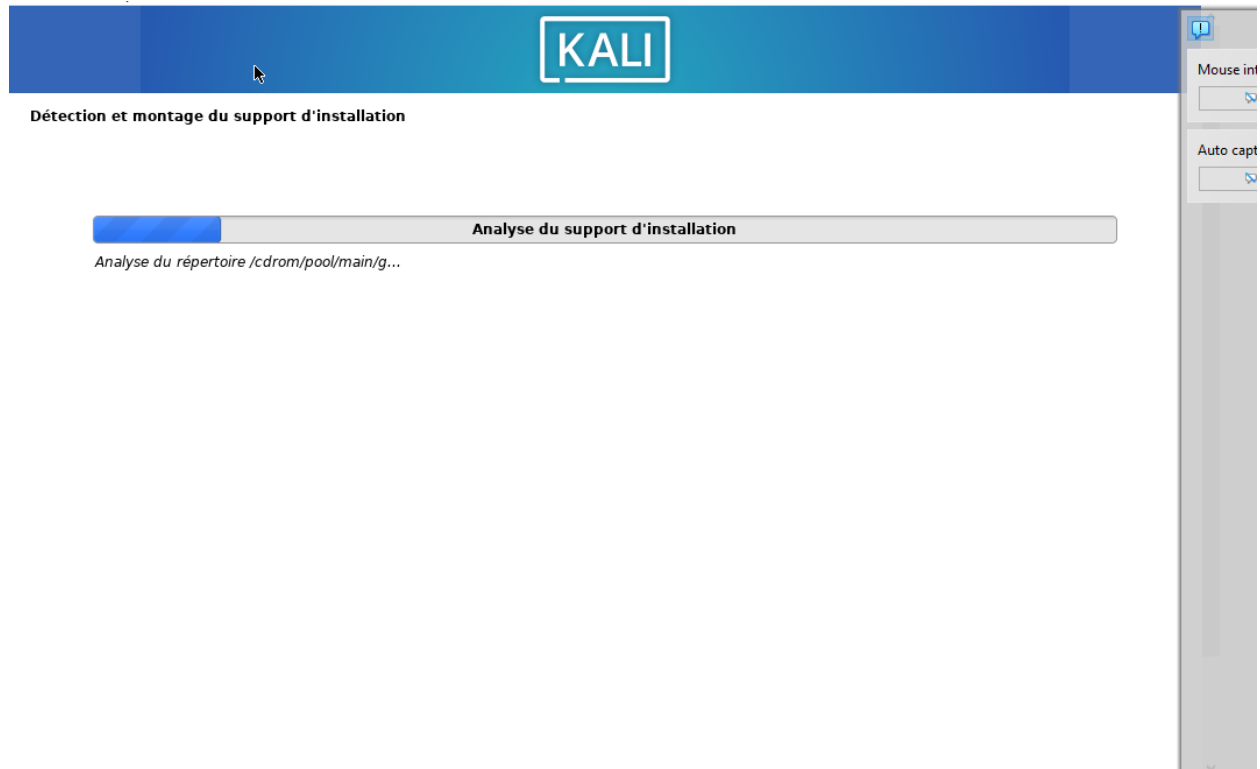 KALI
Mouse int
Détection et montage du support d'installation
Auto capt
Analyse du support d'installation
Analyse du répertoire /cdrom/pool/main/g...